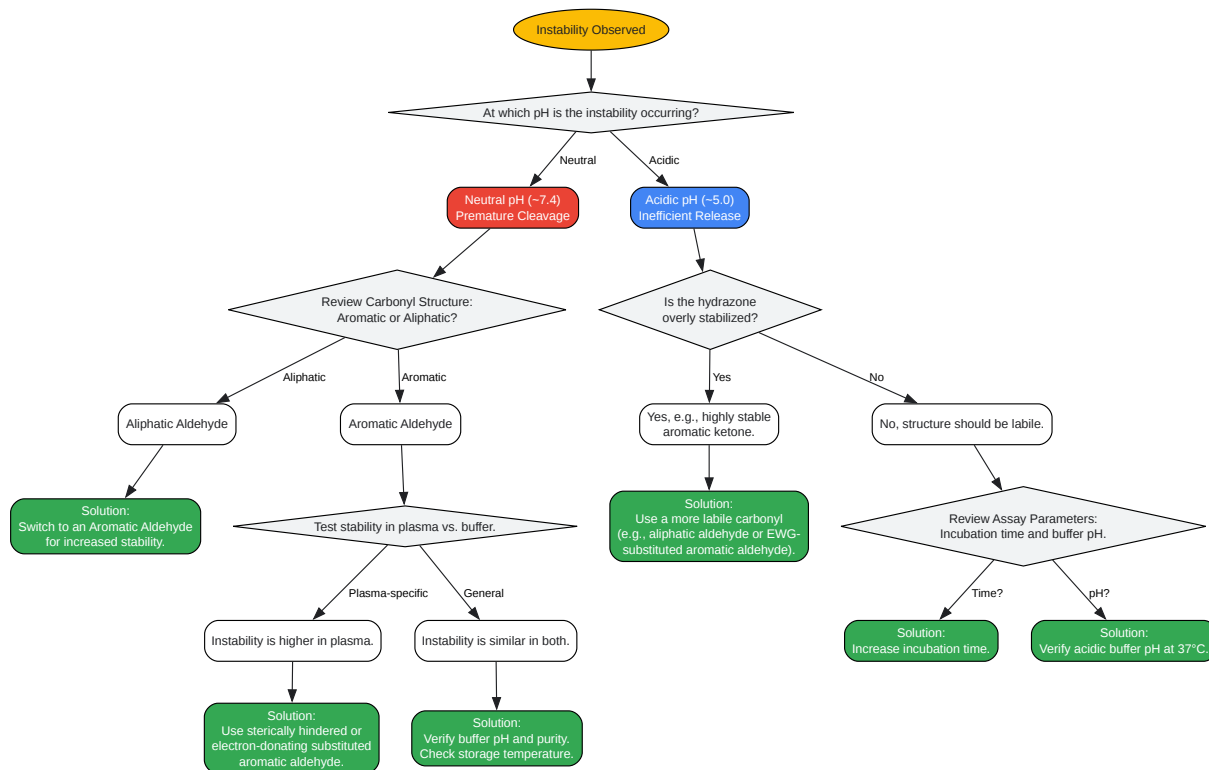 Instability Observed
At which pH is the instability occurring?
Neutral
Acidic
Neutral pH (~7.4)
Premature Cleavage
Acidic pH (~5.0)
Inefficient Release
Review Carbonyl Structure:
Aromatic or Aliphatic?
Is the hydrazone
overly stabilized?
Aliphatic
Aromatic
Yes
No
Aliphatic Aldehyde
Aromatic Aldehyde
Yes, e.g., highly stable
aromatic ketone.
No, structure should be labile.
Solution:
Switch to an Aromatic Aldehyde
for increased stability.
Test stability in plasma vs. buffer.
Solution:
Use a more labile carbonyl
(e.g., aliphatic aldehyde or EWG-
substituted aromatic aldehyde).
Review Assay Parameters:
Incubation time and buffer pH.
Plasma-specific
General
Time?
pH?
Instability is higher in plasma.
Instability is similar in both.
Solution:
Increase incubation time.
Solution:
Verify acidic buffer pH at 37°C.
Solution:
Use sterically hindered or
electron-donating substituted
aromatic aldehyde.
Solution:
Verify buffer pH and purity.
Check storage temperature.